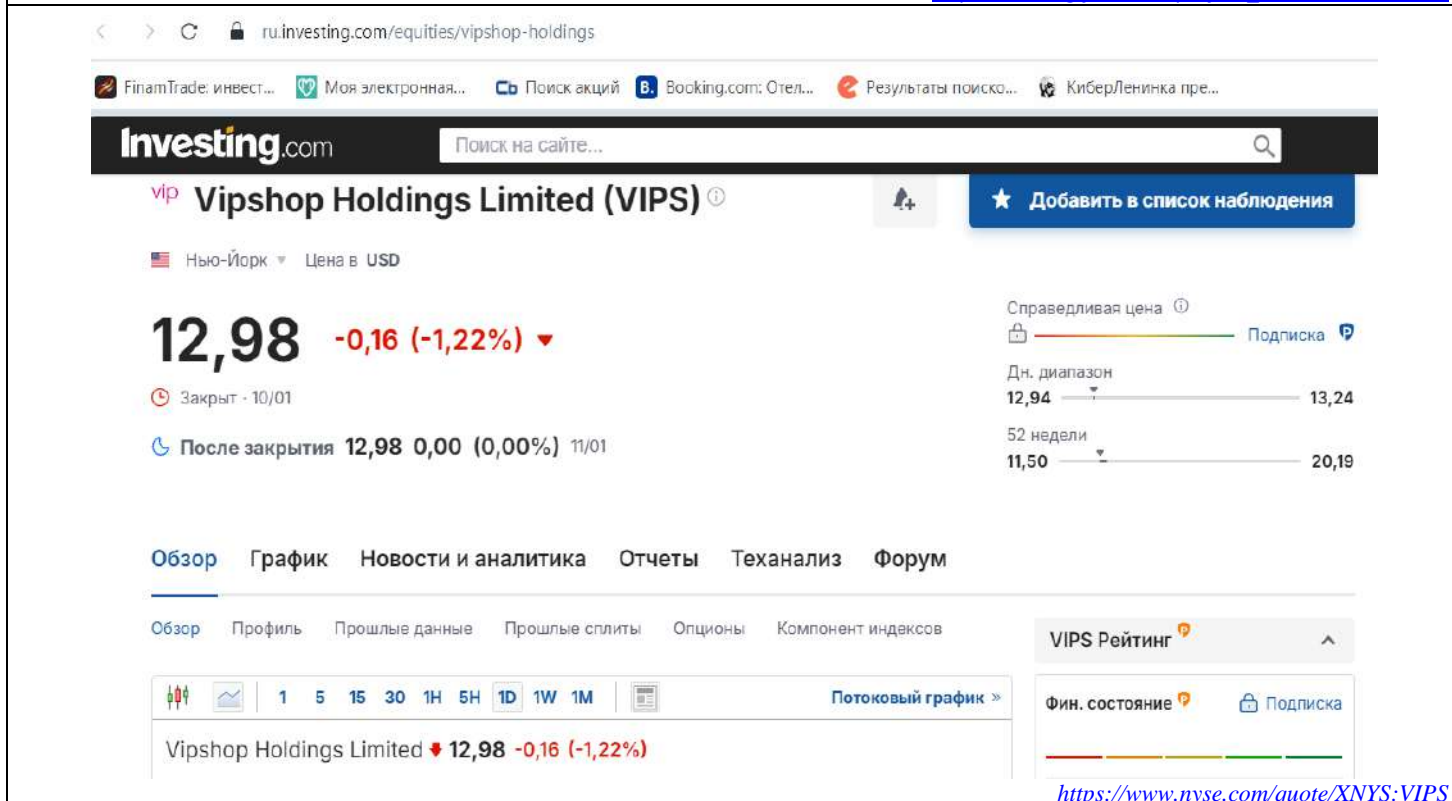 ru.investing.com/equities/vipshop-holdings
FinamTrade: инвест... Моя электронная... Сь Поиск акций B. Booking.com: Отел... Результаты поиско... КиберЛенинка пре...
Investing.com Поиск на сайте...
vip Vipshop Holdings Limited (VIPS) Добавить в список наблюдения
Нью-Йорк Цена в USD
Справедливая цена
12,98 -0,16 (-1,22%) Подписка
Дн. диапазон
Закрыт · 10/01 12,94 13,24
52 недели
После закрытия 12,98 0,00 (0,00%) 11/01
11,50 20,19
Обзор График Новости и аналитика Отчеты Теханализ Форум
Обзор Профиль Прошлые данные Прошлые сплиты Опционы Компонент индексов
VIPS Рейтинг
1 5 15 30 1H 5H 1D 1W 1M Потоковый график »
Фин. состояние Подписка
Vipshop Holdings Limited 12,98 -0,16 (-1,22%)
https://www.nyse.com/quote/XNYS:VIPS